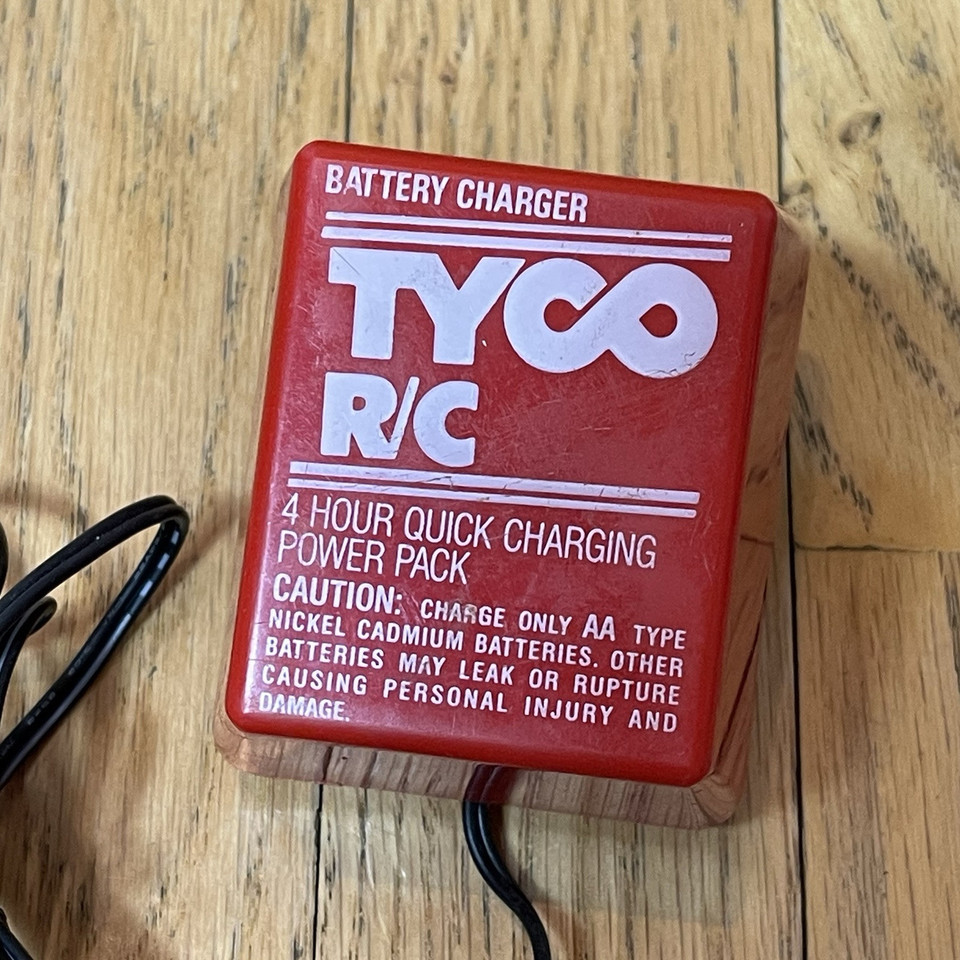 BATTERY CHARGER
TYCO
R/C
4 HOUR QUICK CHARGING
POWER PACK
CAUTION: CHARGE ONLY AA TYPE
NICKEL CADMIUM BATTERIES. OTHER
BATTERIES MAY LEAK OR RUPTURE
CAUSING PERSONAL INJURY AND
DAMAGE.